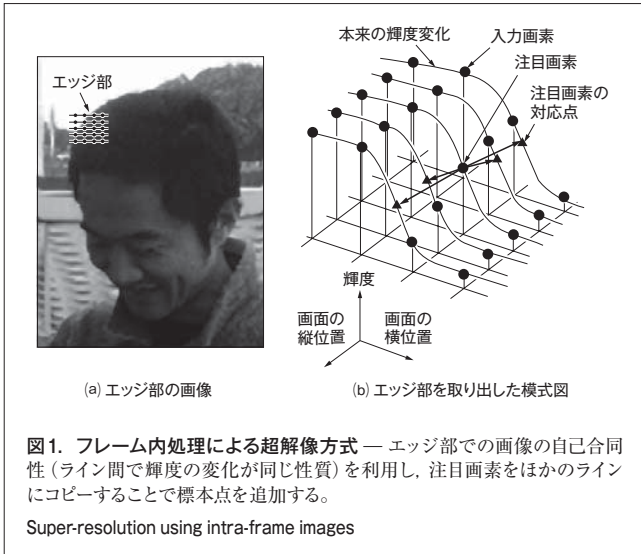 エッジ部
(a) エッジ部の画像
本来の輝度変化
入力画素
注目画素
注目画素の
対応点
輝度
画面の
縦位置
画面の
横位置
(b) エッジ部を取り出した模式図
図1. フレーム内処理による超解像方式 — エッジ部での画像の自己合同
性（ライン間で輝度の変化が同じ性質）を利用し，注目画素をほかのライン
にコピーすることで標本点を追加する。
Super-resolution using intra-frame images